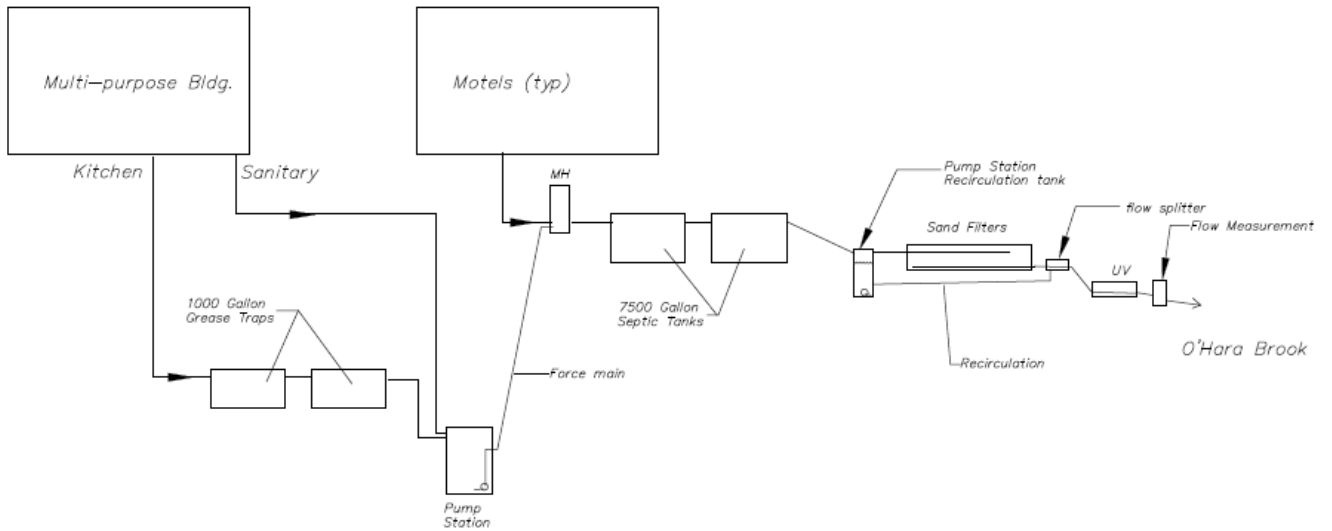 Multi-purpose Bldg.
Motels (typ)
Kitchen
Sanitary
MH
Pump Station
Recirculation tank
flow splitter
Flow Measurement
Sand Filters
UV
1000 Gallon
Grease Traps
7500 Gallon
Septic Tanks
O'Hara Brook
Force main
Recirculation
Pump
Station